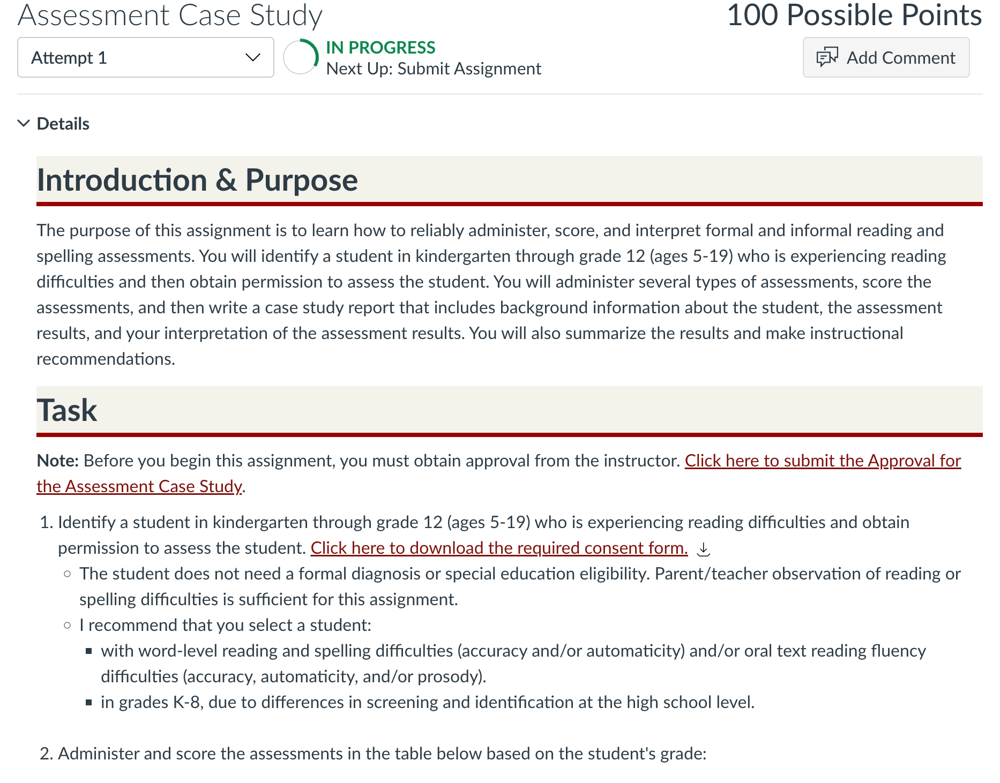 Assessment Case Study
100 Possible Points
Attempt 1
IN PROGRESS
Next Up: Submit Assignment
Add Comment
Details
Introduction & Purpose
The purpose of this assignment is to learn how to reliably administer, score, and interpret formal and informal reading and
spelling assessments. You will identify a student in kindergarten through grade 12 (ages 5-19) who is experiencing reading
difficulties and then obtain permission to assess the student. You will administer several types of assessments, score the
assessments, and then write a case study report that includes background information about the student, the assessment
results, and your interpretation of the assessment results. You will also summarize the results and make instructional
recommendations.
Task
Note: Before you begin this assignment, you must obtain approval from the instructor. Click here to submit the Approval for
the Assessment Case Study.
1. Identify a student in kindergarten through grade 12 (ages 5-19) who is experiencing reading difficulties and obtain
permission to assess the student. Click here to download the required consent form.
○ The student does not need a formal diagnosis or special education eligibility. Parent/teacher observation of reading or
spelling difficulties is sufficient for this assignment.
○ I recommend that you select a student:
▪ with word-level reading and spelling difficulties (accuracy and/or automaticity) and/or oral text reading fluency
difficulties (accuracy, automaticity, and/or prosody).
▪ in grades K-8, due to differences in screening and identification at the high school level.
2. Administer and score the assessments in the table below based on the student's grade: